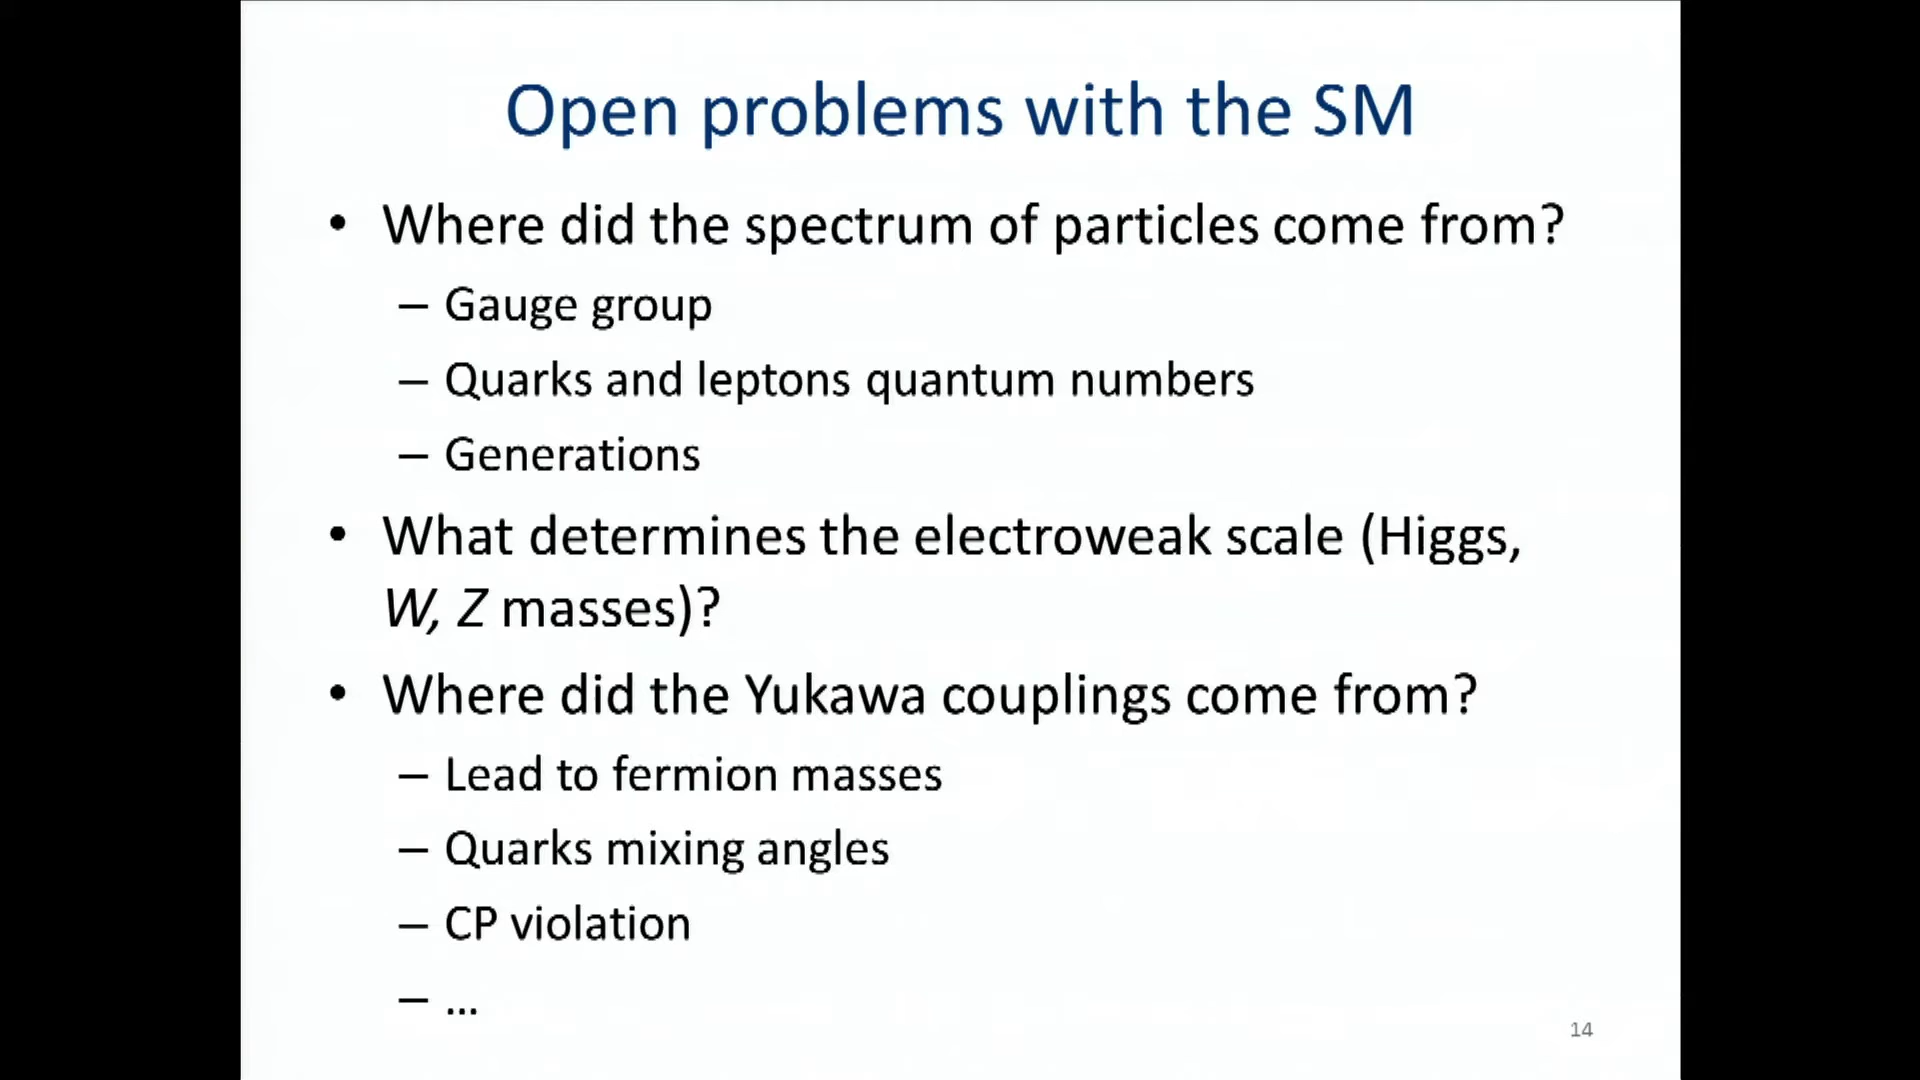 Open problems with the SM
• Where did the spectrum of particles come from?
– Gauge group
– Quarks and leptons quantum numbers
– Generations
• What determines the electroweak scale (Higgs,
W, Z masses)?
• Where did the Yukawa couplings come from?
– Lead to fermion masses
– Quarks mixing angles
– CP violation
– …
14